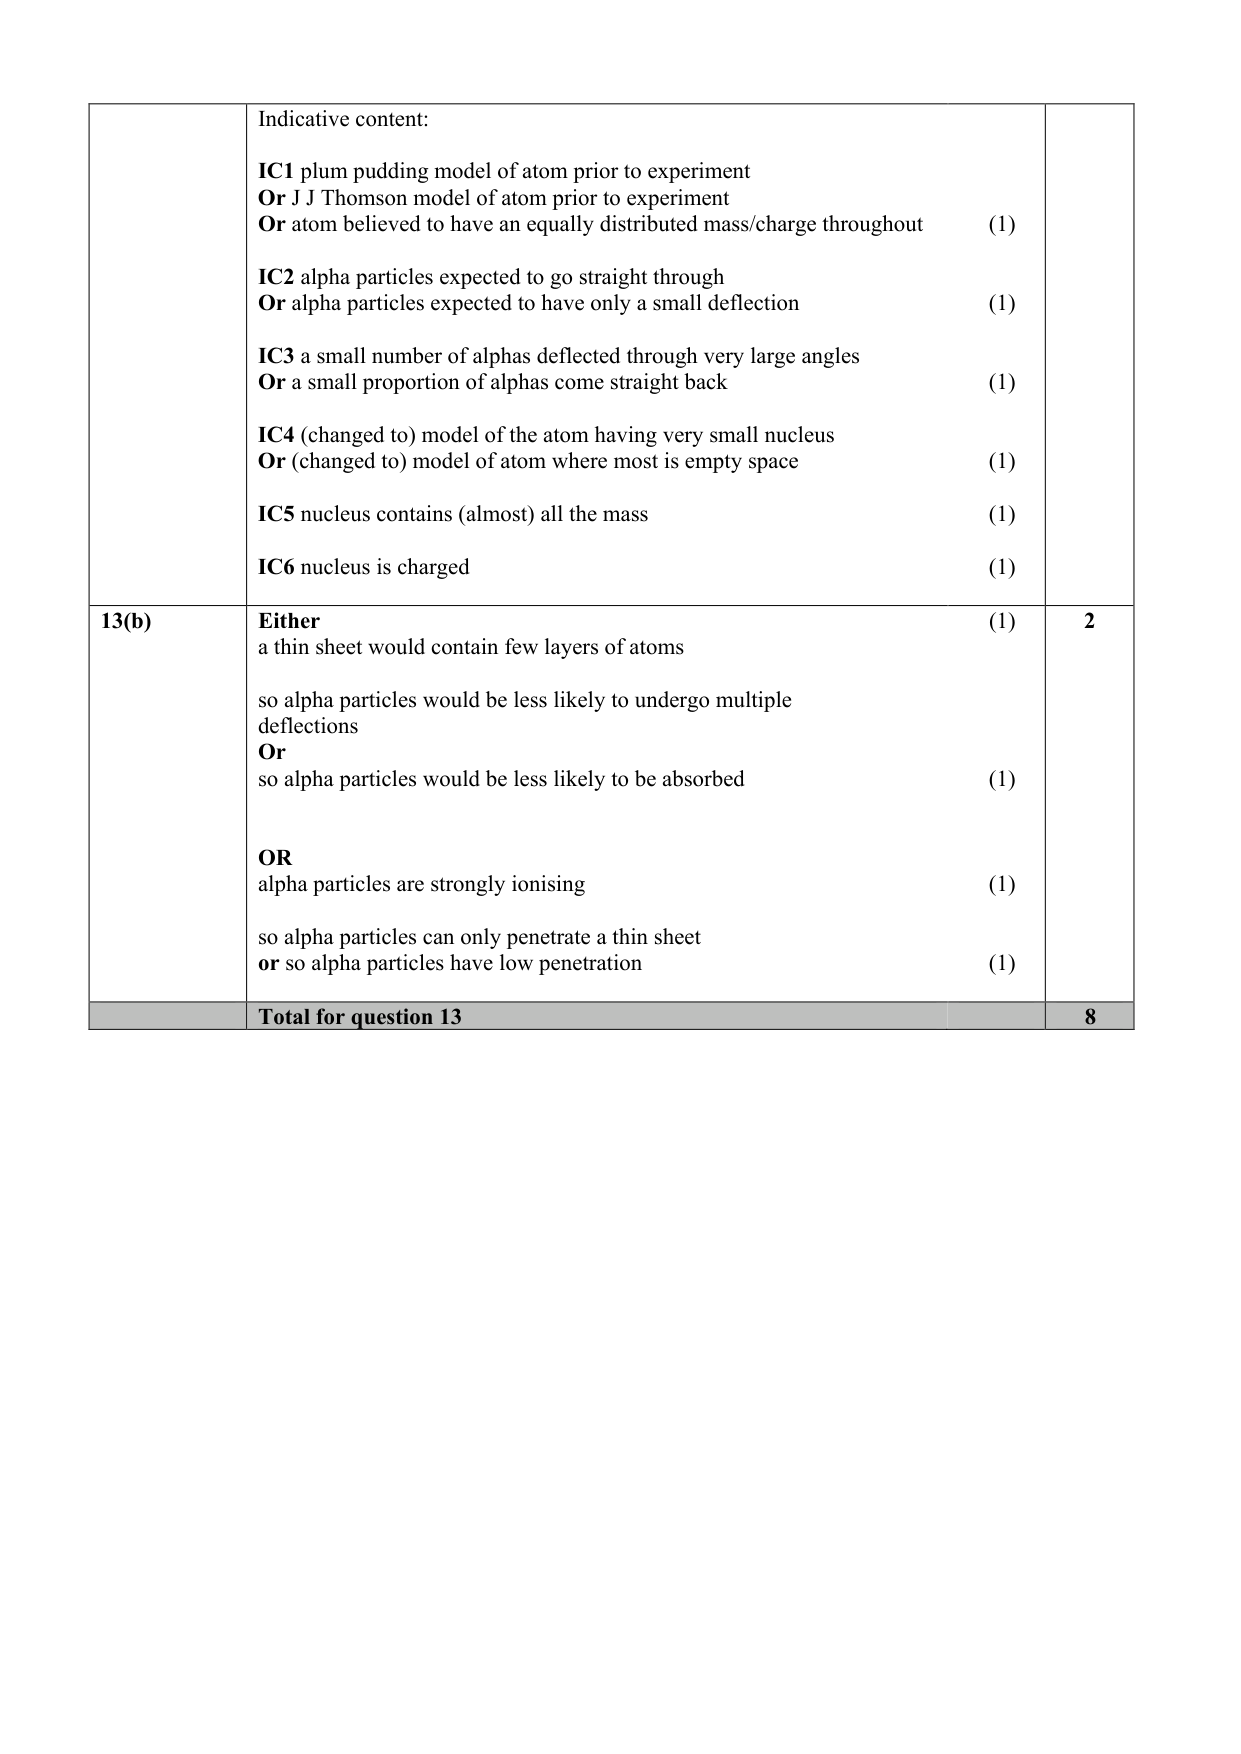 Indicative content:
IC1 plum pudding model of atom prior to experiment
Or J J Thomson model of atom prior to experiment
Or atom believed to have an equally distributed mass/charge throughout (1)
IC2 alpha particles expected to go straight through
Or alpha particles expected to have only a small deflection (1)
IC3 a small number of alphas deflected through very large angles
Or a small proportion of alphas come straight back (1)
IC4 (changed to) model of the atom having very small nucleus
Or (changed to) model of atom where most is empty space (1)
IC5 nucleus contains (almost) all the mass (1)
IC6 nucleus is charged (1)
13(b) Either (1) 2
a thin sheet would contain few layers of atoms
so alpha particles would be less likely to undergo multiple
deflections
Or
so alpha particles would be less likely to be absorbed (1)
OR
alpha particles are strongly ionising (1)
so alpha particles can only penetrate a thin sheet
or so alpha particles have low penetration (1)
Total for question 13 8